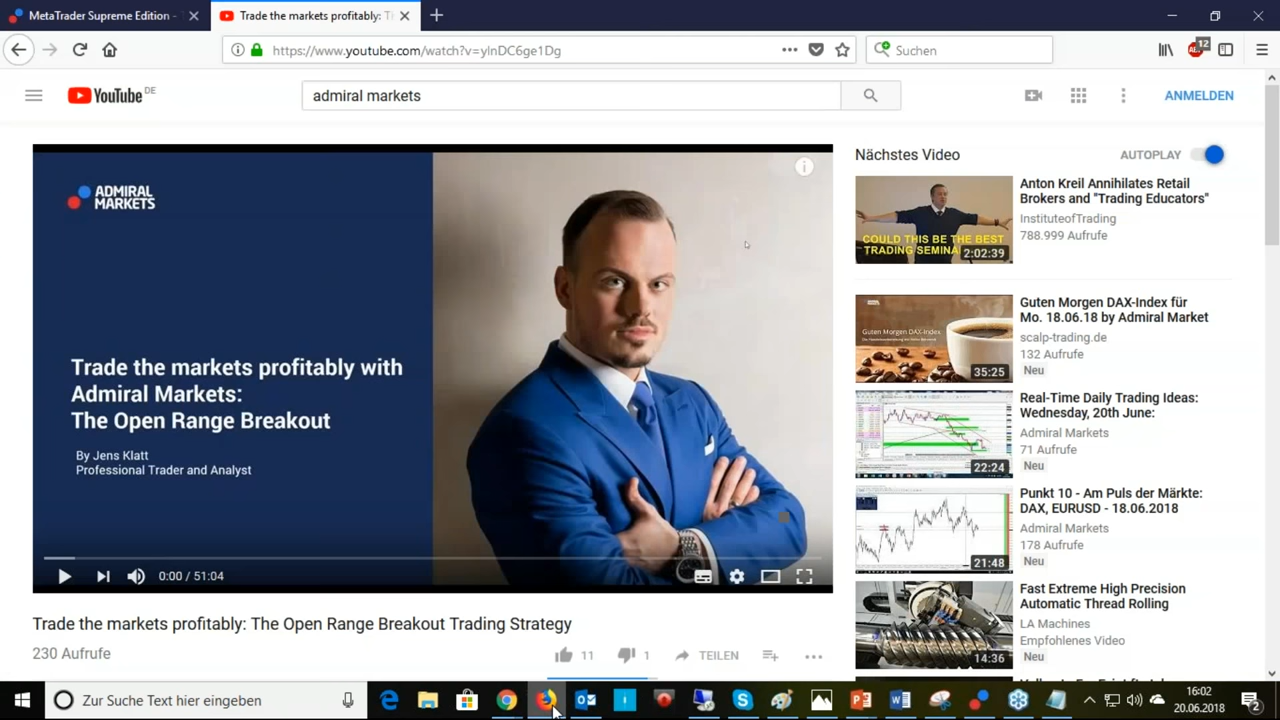 MetaTrader Supreme Edition -
Trade the markets profitably:
https://www.youtube.com/watch?v=ylnDC6ge1Dg
Suchen
12
YouTube DE
admiral markets
ANMELDEN
ADMIRAL
MARKETS
Trade the markets profitably with
Admiral Markets:
The Open Range Breakout
By Jens Klatt
Professional Trader and Analyst
0:00 / 51:04
Trade the markets profitably: The Open Range Breakout Trading Strategy
230 Aufrufe
11
1
TEILEN
Nächstes Video
AUTOPLAY
COULD THIS BE THE BEST
TRADING SEMINA
2:02:39
Anton Kreil Annihilates Retail
Brokers and "Trading Educators"
InstituteofTrading
788.999 Aufrufe
Guten Morgen DAX-Index:
35:25
Guten Morgen DAX-Index für
Mo. 18.06.18 by Admiral Market
scalp-trading.de
132 Aufrufe
Neu
22:24
Real-Time Daily Trading Ideas:
Wednesday, 20th June:
Admiral Markets
71 Aufrufe
Neu
21:48
Punkt 10 - Am Puls der Märkte:
DAX, EURUSD - 18.06.2018
Admiral Markets
178 Aufrufe
Neu
14:36
Fast Extreme High Precision
Automatic Thread Rolling
LA Machines
Empfohlenes Video
Neu
Zur Suche Text hier eingeben
16:02
20.06.2018
2